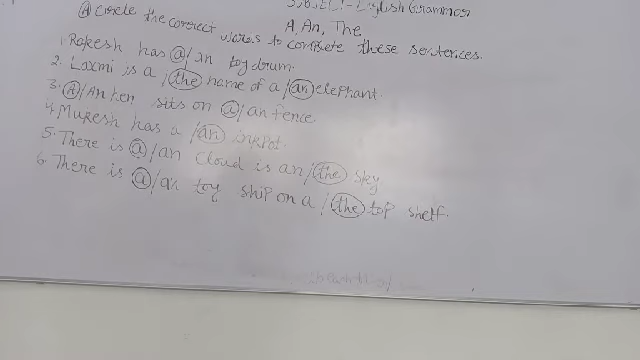 SUBJECT:- English Grammar
A, An, The
(A) Circle the correct words to complete these sentences.
1. Rakesh has a/an toy drum.
2. Laxmi is a/the name of a/an elephant.
3. A/An hen sits on a/an fence.
4. Mukesh has a/an inkpot.
5. There is a/an cloud is an/the sky
6. There is a/an toy ship on a/the top shelf.